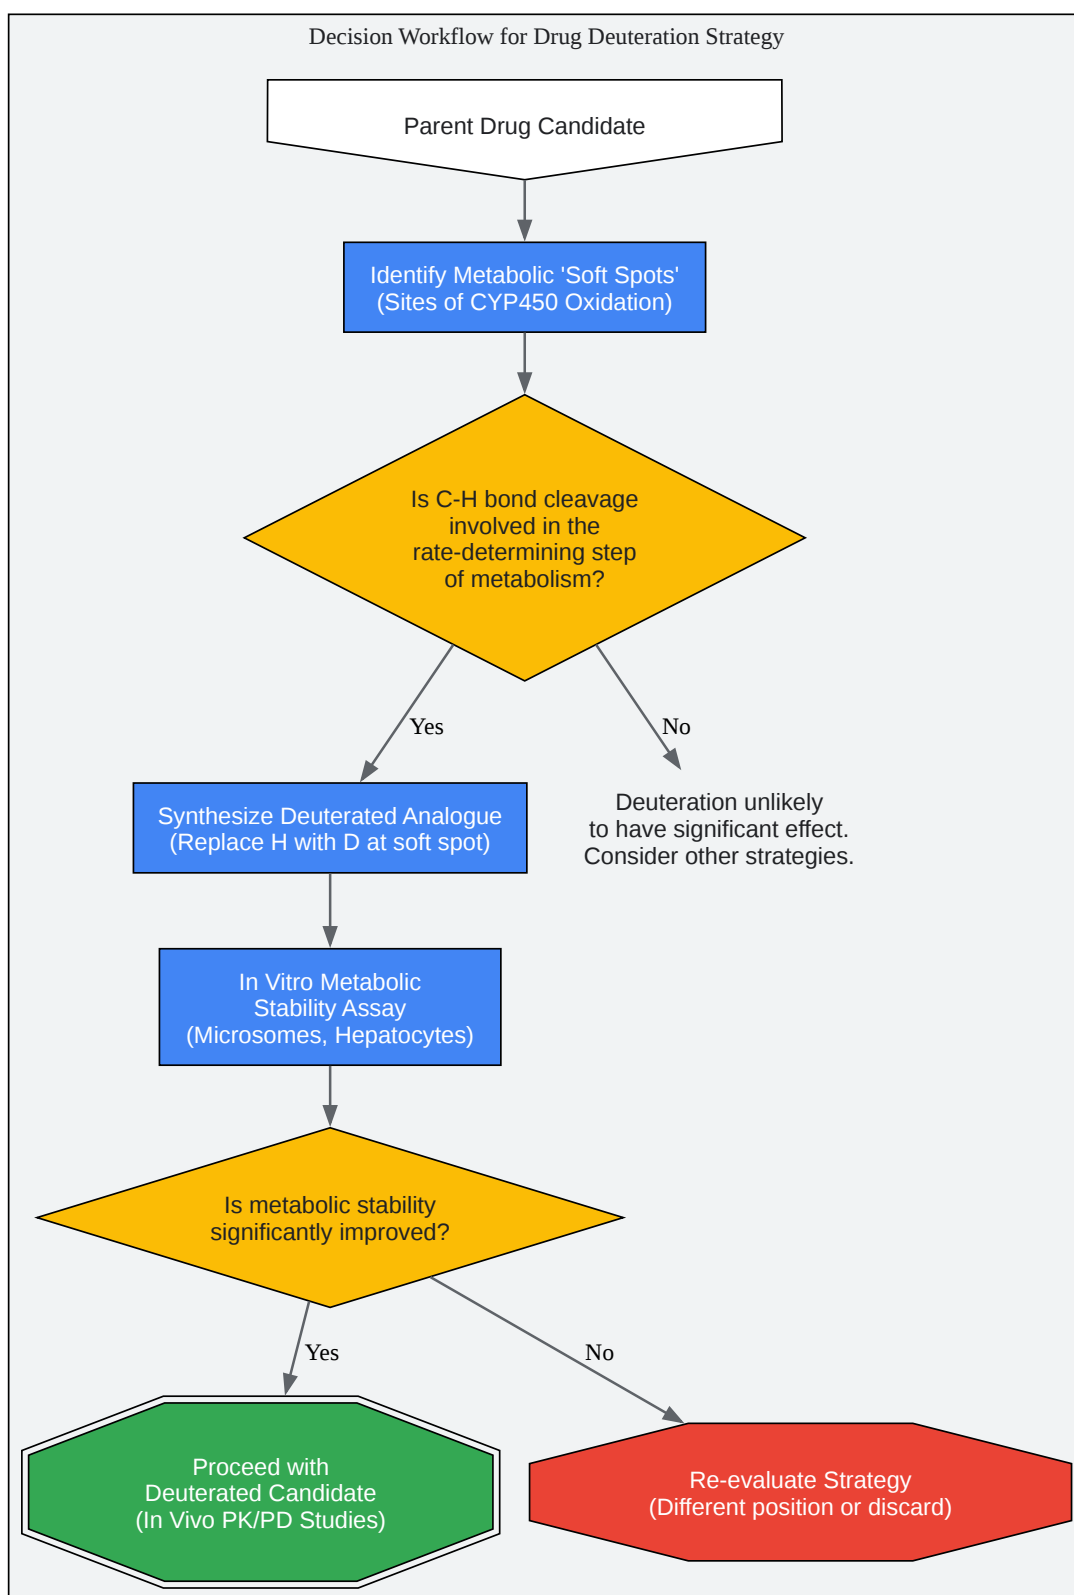 Decision Workflow for Drug Deuteration Strategy
Parent Drug Candidate
Identify Metabolic 'Soft Spots'
(Sites of CYP450 Oxidation)
Is C-H bond cleavage
involved in the
rate-determining step
of metabolism?
Yes
No
Synthesize Deuterated Analogue
(Replace H with D at soft spot)
Deuteration unlikely
to have significant effect.
Consider other strategies.
In Vitro Metabolic
Stability Assay
(Microsomes, Hepatocytes)
Is metabolic stability
significantly improved?
Yes
No
Proceed with
Deuterated Candidate
(In Vivo PK/PD Studies)
Re-evaluate Strategy
(Different position or discard)